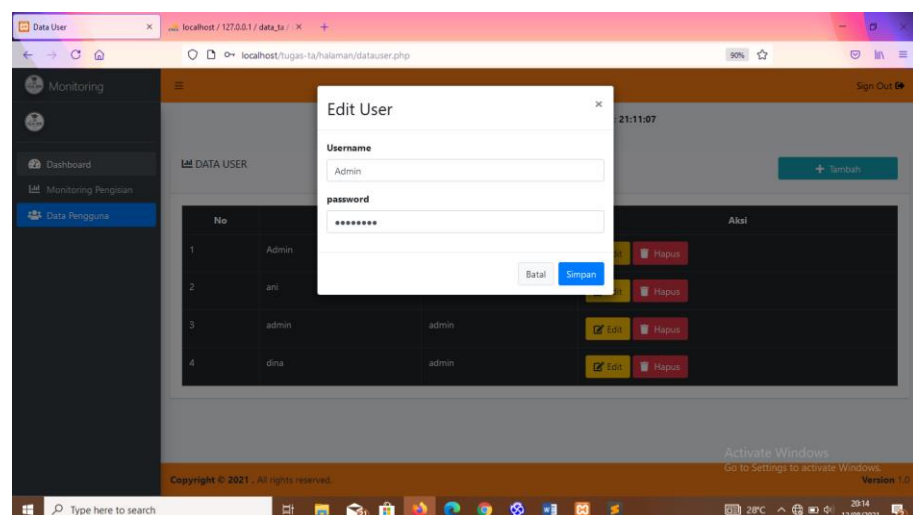 Data User
localhost / 127.0.0.1 / data_ta /
localhost/tugas-ta/halaman/datauser.php
90%
Monitoring
Sign Out
Edit User
21:11:07
Username
Admin
password
Dashboard
DATA USER
Tambah
Monitoring Pengisian
Data Pengguna
No
Aksi
1
Admin
Hapus
2
ani
Hapus
3
admin
admin
Edit
Hapus
4
dina
admin
Edit
Hapus
Batal
Simpan
Activate Windows
Go to Settings to activate Windows.
Copyright © 2021 . All rights reserved.
Version 1.0
Type here to search
28°C
20:14